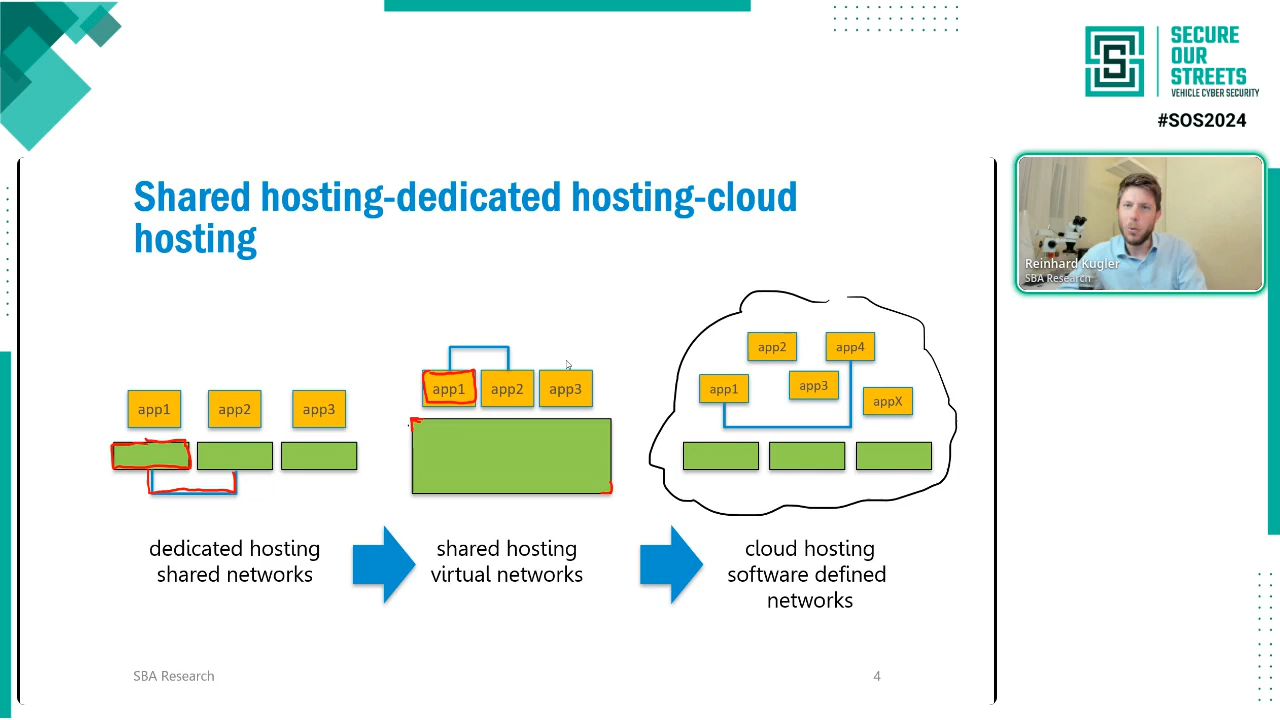 SECURE
OUR
STREETS
VEHICLE CYBER SECURITY
#SOS2024
Shared hosting-dedicated hosting-cloud
hosting
Reinhard Kugler
SBA Research
app1
app2
app3
app1
app2
app3
app2
app4
app1
app3
appX
dedicated hosting
shared networks
shared hosting
virtual networks
cloud hosting
software defined
networks
SBA Research
4